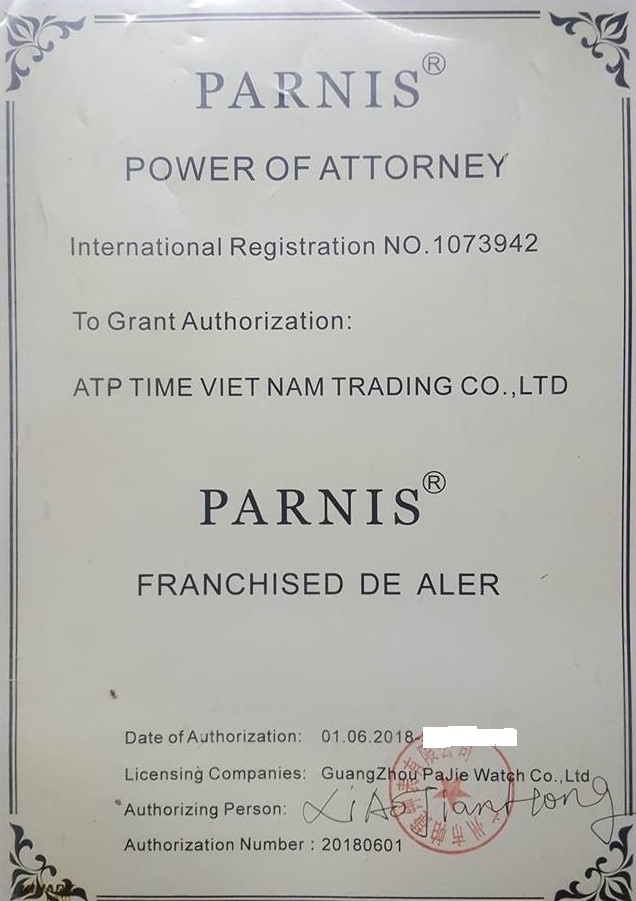 PARNIS®
POWER OF ATTORNEY
International Registration NO.1073942
To Grant Authorization:
ATP TIME VIET NAM TRADING CO.,LTD
PARNIS®
FRANCHISED DE ALER
Date of Authorization: 01.06.2018-
Licensing Companies: GuangZhou PaJie Watch Co.,Ltd
Authorizing Person: XiAo
Authorization Number : 20180601